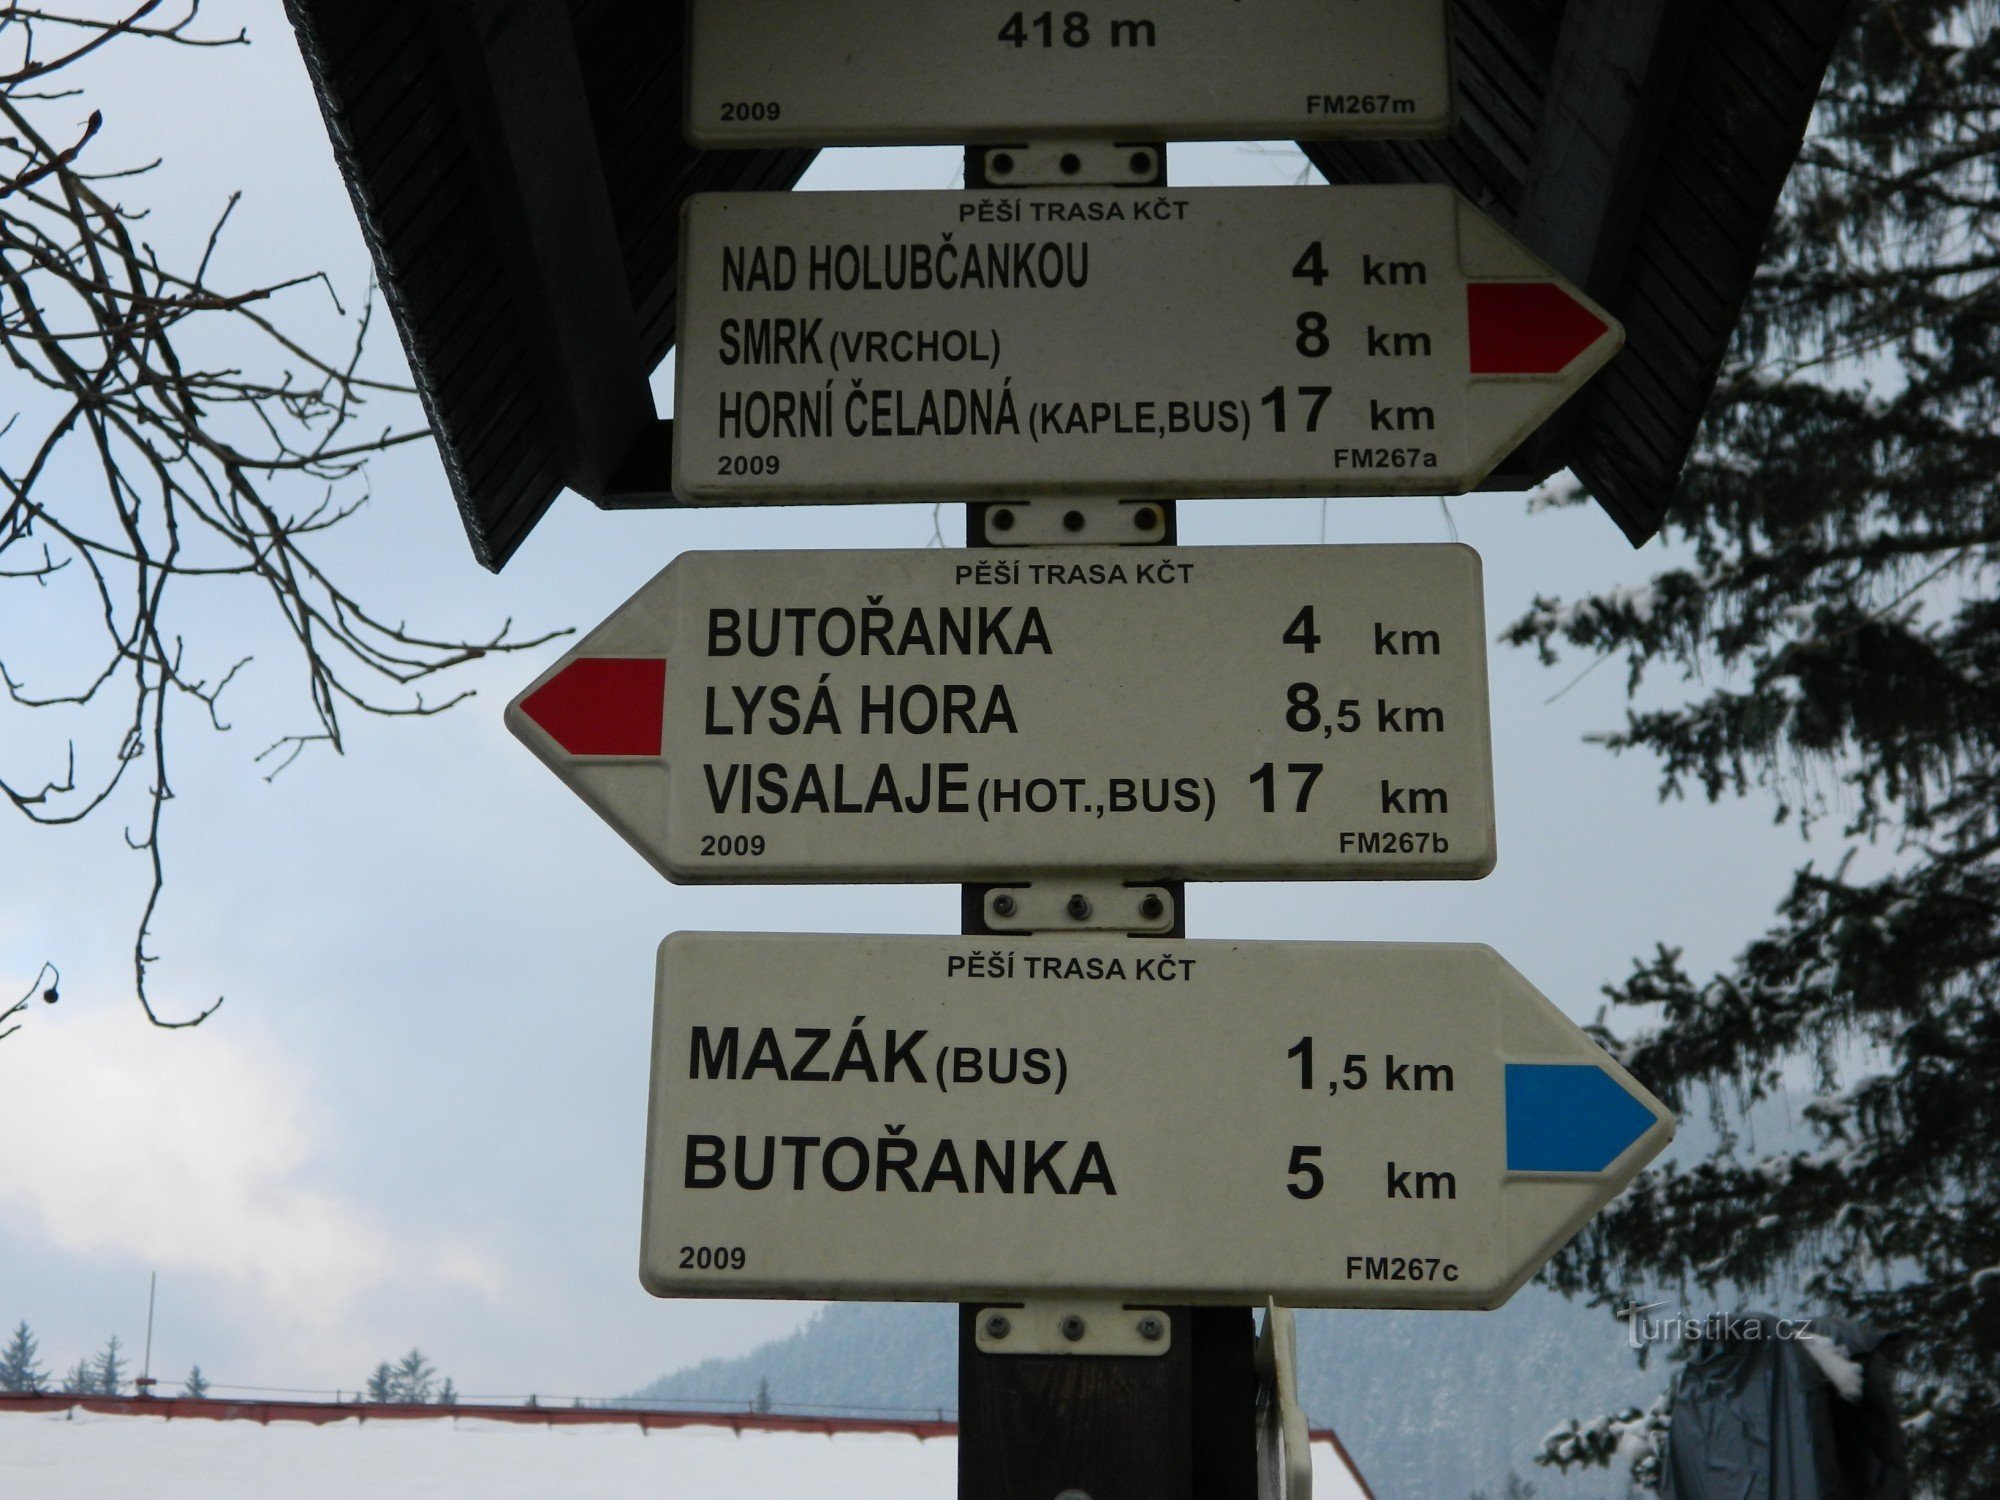 418 m
2009 FM267m
PĚŠÍ TRASA KČT
NAD HOLUBČANKOU 4 km
SMRK (VRCHOL) 8 km
HORNÍ ČELADNÁ (KAPLE,BUS) 17 km
2009 FM267a
PĚŠÍ TRASA KČT
BUTOŘANKA 4 km
LYSÁ HORA 8,5 km
VISALAJE (HOT.,BUS) 17 km
2009 FM267b
PĚŠÍ TRASA KČT
MAZÁK (BUS) 1,5 km
BUTOŘANKA 5 km
2009 FM267c
Turistika.cz